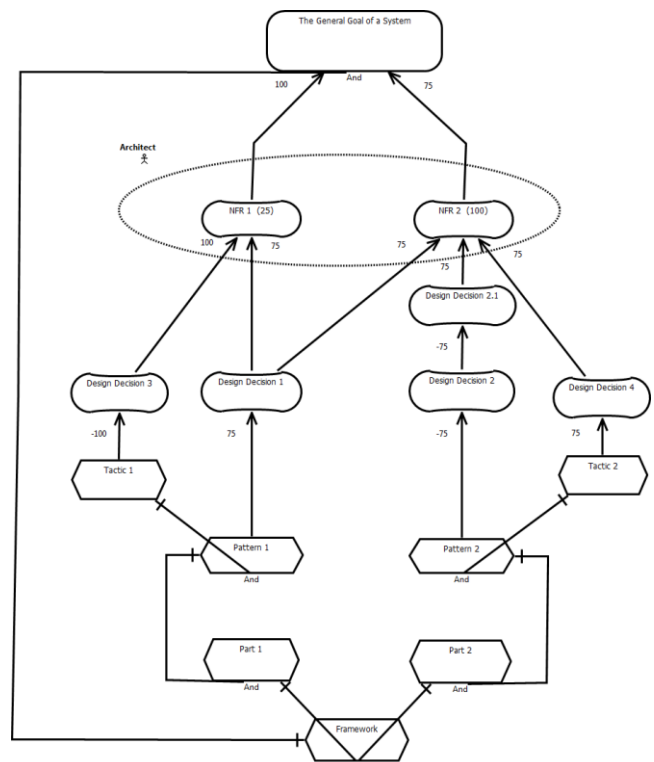 The General Goal of a System
And
100
75
Architect
NFR 1 (25)
NFR 2 (100)
100
75
75
75
75
Design Decision 2.1
-75
Design Decision 3
Design Decision 1
Design Decision 2
Design Decision 4
-100
75
-75
75
Tactic 1
Tactic 2
Pattern 1
Pattern 2
And
And
Part 1
Part 2
And
And
Framework